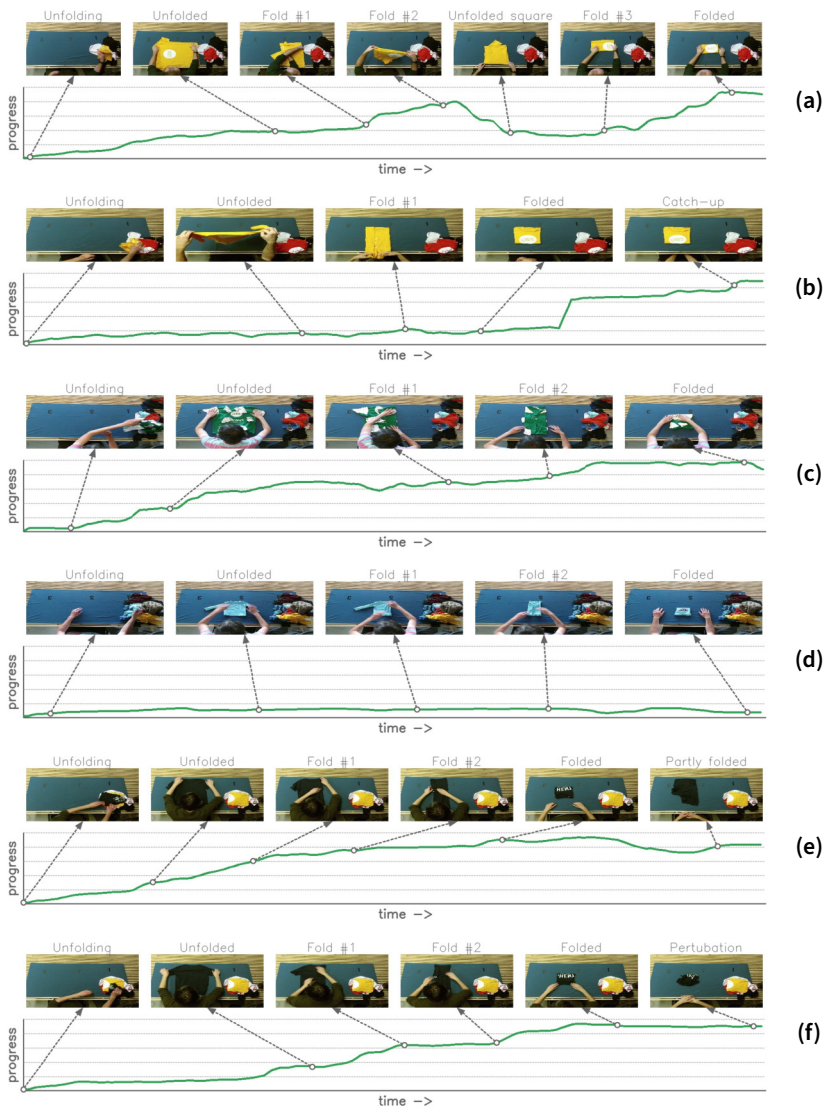 Unfolding Unfolded Fold #1 Fold #2 Unfolded square Fold #3 Folded
progress
(a)
time ->
Unfolding Unfolded Fold #1 Folded Catch-up
progress
(b)
time ->
Unfolding Unfolded Fold #1 Fold #2 Folded
progress
(c)
time ->
Unfolding Unfolded Fold #1 Fold #2 Folded
progress
(d)
time ->
Unfolding Unfolded Fold #1 Fold #2 Folded Partly folded
progress
(e)
time ->
Unfolding Unfolded Fold #1 Fold #2 Folded Pertubation
progress
(f)
time ->